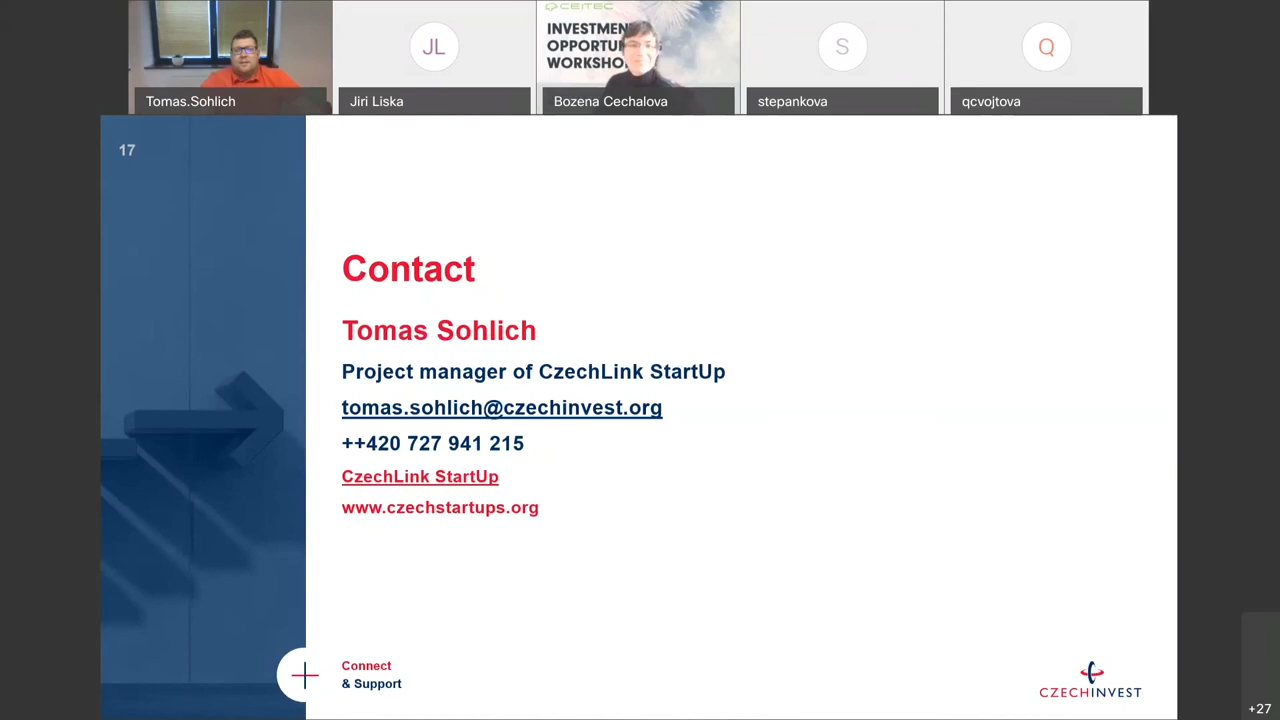 CEITEC
INVESTMEN
OPPORTU
WORKSHO
JL
S
Q
Tomas.Sohlich
Jiri Liska
Bozena Cechalova
stepankova
qcvojtova
17
Contact
Tomas Sohlich
Project manager of CzechLink StartUp
tomas.sohlich@czechinvest.org
++420 727 941 215
CzechLink StartUp
www.czechstartups.org
Connect
& Support
CZECHINVEST
+27